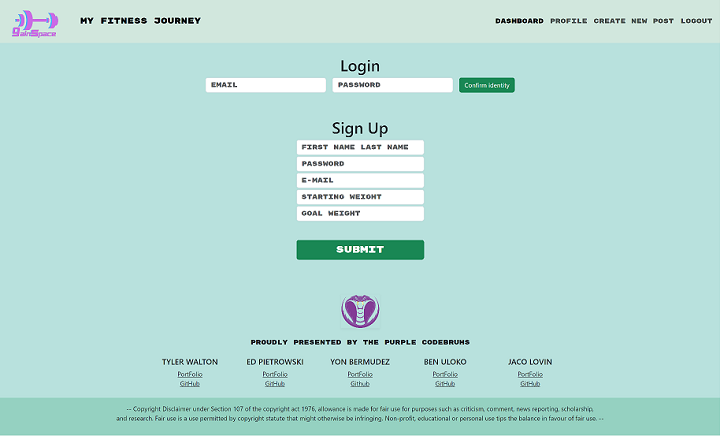 gainSpace
MY FITNESS JOURNEY
DASHBOARD PROFILE CREATE NEW POST LOGOUT
Login
EMAIL PASSWORD Confirm identity
Sign Up
FIRST NAME LAST NAME
PASSWORD
E-MAIL
STARTING WEIGHT
GOAL WEIGHT
SUBMIT
PROUDLY PRESENTED BY THE PURPLE CODEBRUHS
TYLER WALTON ED PIETROWSKI YON BERMUDEZ BEN ULOKO JACO LOVIN
PortFolio PortFolio PortFolio PortFolio PortFolio
GitHub GitHub Github GitHub GitHub
-- Copyright Disclaimer under Section 107 of the copyright act 1976, allowance is made for fair use for purposes such as criticism, comment, news reporting, scholarship,
and research. Fair use is a use permitted by copyright statute that might otherwise be infringing. Non-profit, educational or personal use tips the balance in favour of fair use. --